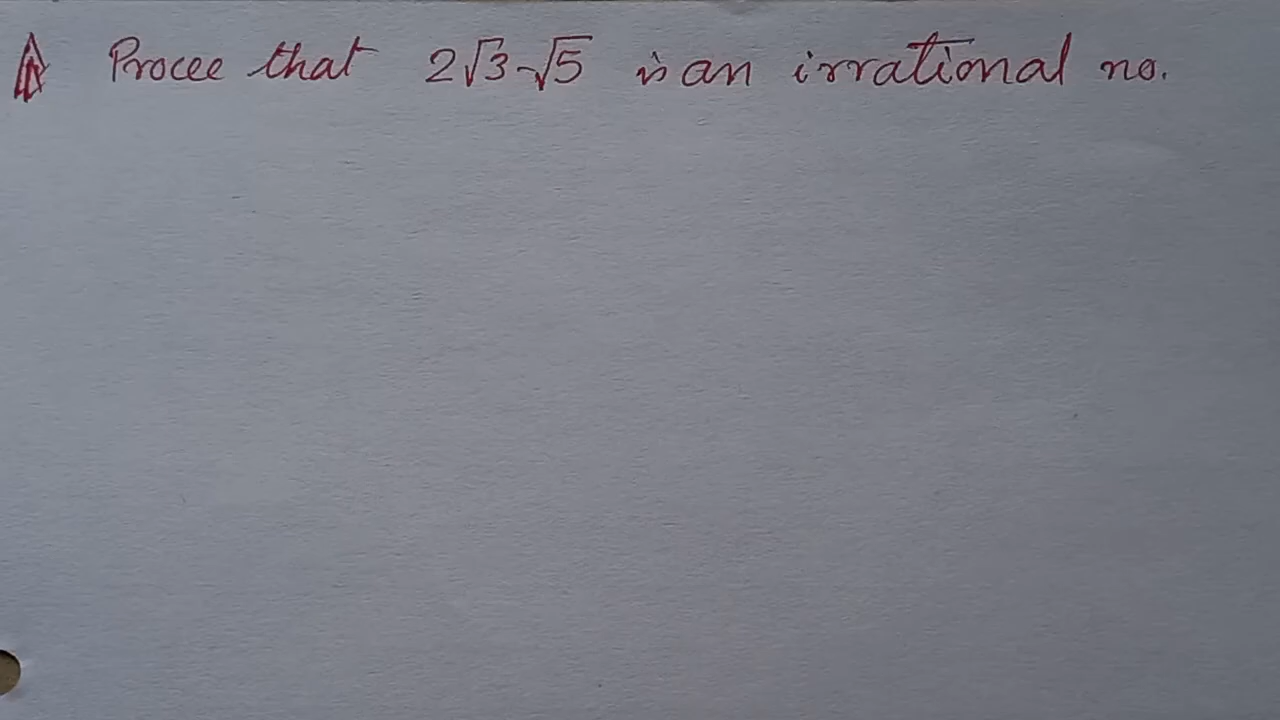 Procee that 2√3-√5 is an irrational no.